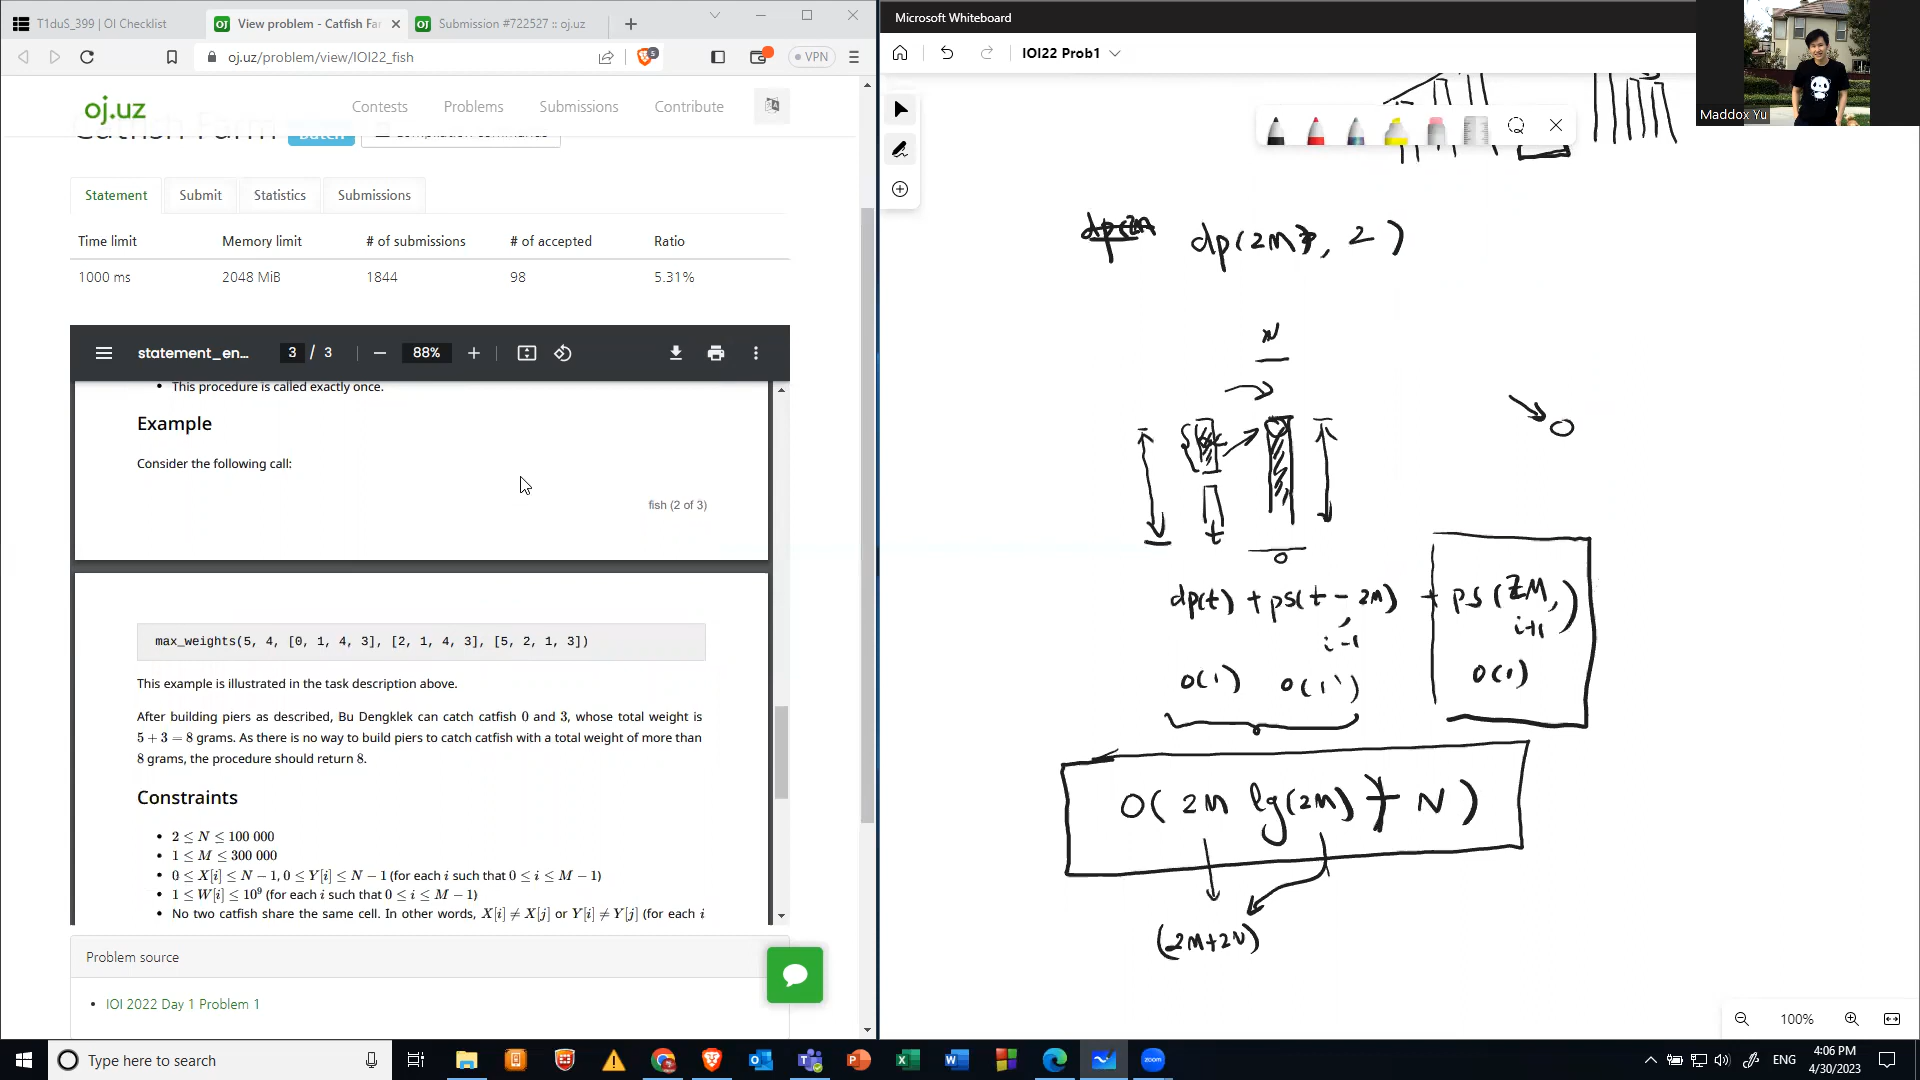 T1duS_399 | OI Checklist
View problem - Catfish Far
Submission #722527 :: oj.uz
oj.uz/problem/view/IOI22_fish
5
VPN
oj.uz
Contests
Problems
Submissions
Contribute
Catfish Farm
Batch
Statement
Submit
Statistics
Submissions
Time limit
Memory limit
# of submissions
# of accepted
Ratio
1000 ms
2048 MiB
1844
98
5.31%
statement_en...
3 / 3
88%
• This procedure is called exactly once.
Example
Consider the following call:
fish (2 of 3)
max_weights(5, 4, [0, 1, 4, 3], [2, 1, 4, 3], [5, 2, 1, 3])
This example is illustrated in the task description above.
After building piers as described, Bu Dengklek can catch catfish 0 and 3, whose total weight is
5 + 3 = 8 grams. As there is no way to build piers to catch catfish with a total weight of more than
8 grams, the procedure should return 8.
Constraints
• 2 ≤ N ≤ 100 000
• 1 ≤ M ≤ 300 000
• 0 ≤ X[i] ≤ N − 1, 0 ≤ Y[i] ≤ N − 1 (for each i such that 0 ≤ i ≤ M − 1)
• 1 ≤ W[i] ≤ 10⁹ (for each i such that 0 ≤ i ≤ M − 1)
• No two catfish share the same cell. In other words, X[i] ≠ X[j] or Y[i] ≠ Y[j] (for each i
Problem source
• IOI 2022 Day 1 Problem 1
Microsoft Whiteboard
IOI22 Prob1
Maddox Yu
dp(2M, 2)
N
t
0
dp(t) + ps(t - 2M) + ps(2M,
i-1
i+1
)
O(1) O(1) O(1)
O( 2M lg(2M) + N )
(2M+2N)
100%
Type here to search
ENG
4:06 PM
4/30/2023